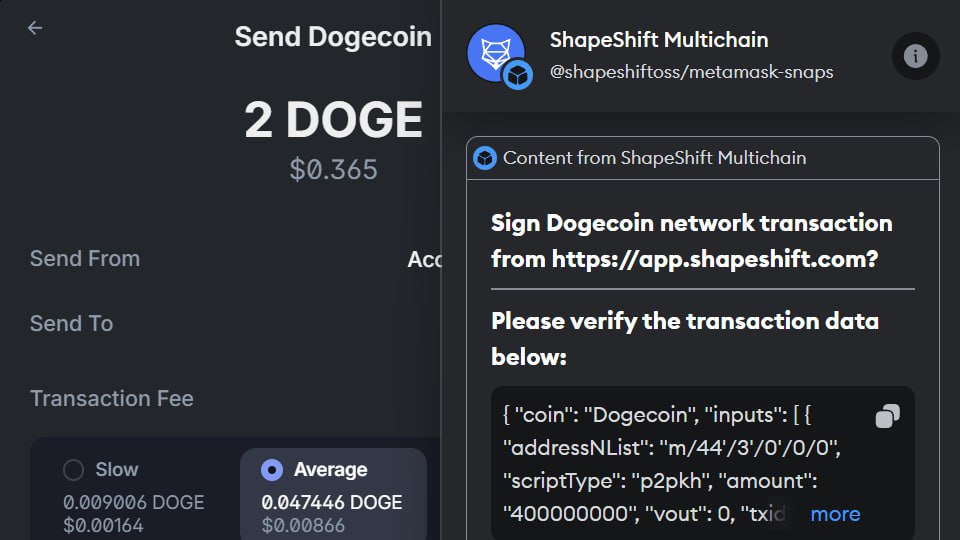 Send Dogecoin
2 DOGE
$0.365
Send From
Send To
Transaction Fee
Slow
0.009006 DOGE
$0.00164
Average
0.047446 DOGE
$0.00866
ShapeShift Multichain
@shapeshiftoss/metamask-snaps
Content from ShapeShift Multichain
Sign Dogecoin network transaction
from https://app.shapeshift.com?
Please verify the transaction data
below:
{ "coin": "Dogecoin", "inputs": [ {
"addressNList": "m/44'/3'/0'/0/0",
"scriptType": "p2pkh", "amount":
"400000000", "vout": 0, "txid more